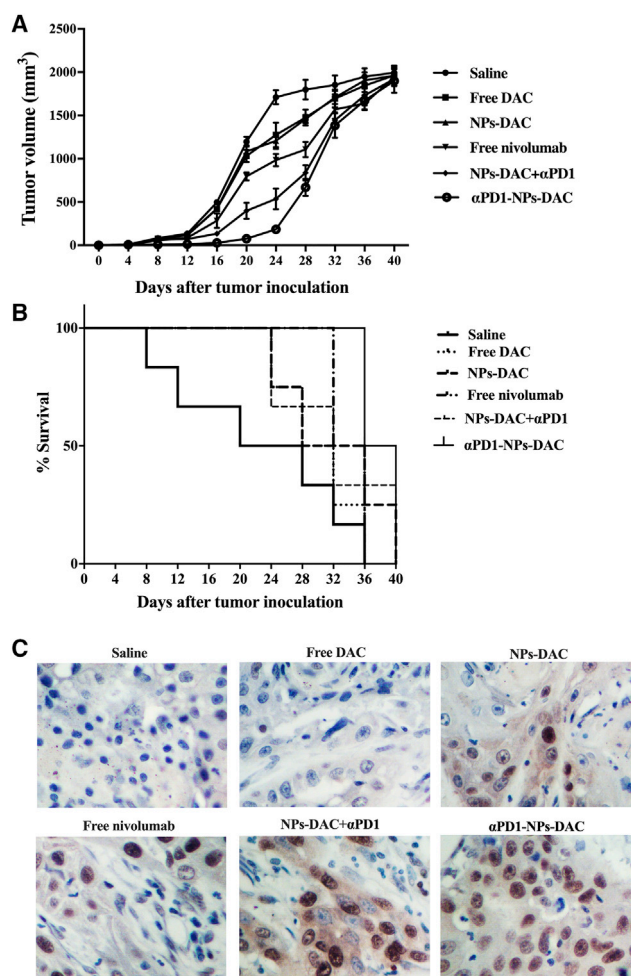 A
Tumor volume (mm³)
2500
2000
1500
1000
500
0
0 4 8 12 16 20 24 28 32 36 40
Days after tumor inoculation
Saline
Free DAC
NPs-DAC
Free nivolumab
NPs-DAC+αPD1
αPD1-NPs-DAC
B
% Survival
100
50
0
0 4 8 12 16 20 24 28 32 36 40
Days after tumor inoculation
Saline
Free DAC
NPs-DAC
Free nivolumab
NPs-DAC+αPD1
αPD1-NPs-DAC
C
Saline Free DAC NPs-DAC
Free nivolumab NPs-DAC+αPD1 αPD1-NPs-DAC